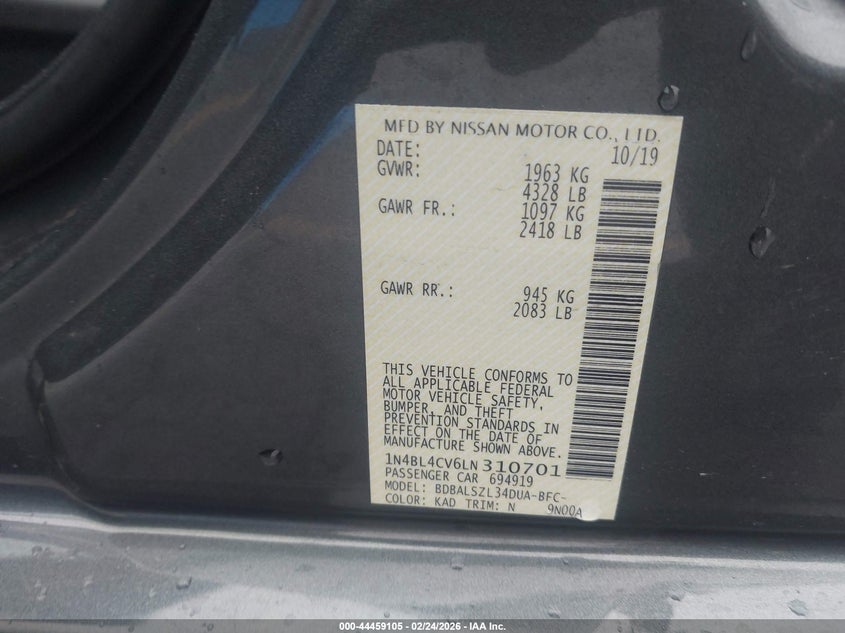 MFD BY NISSAN MOTOR CO., LTD.
DATE: 10/19
GVWR: 1963 KG
4328 LB
GAWR FR.: 1097 KG
2418 LB
GAWR RR.: 945 KG
2083 LB
THIS VEHICLE CONFORMS TO
ALL APPLICABLE FEDERAL
MOTOR VEHICLE SAFETY,
BUMPER, AND THEFT
PREVENTION STANDARDS IN
EFFECT ON THE DATE OF
MANUFACTURE SHOWN ABOVE.
1N4BL4CV6LN310701
PASSENGER CAR 694919
MODEL: BDBALSZL34DUA-BFC-
COLOR: KAD TRIM: N 9N00A
000-44459105 - 02/24/2026 - IAA Inc.